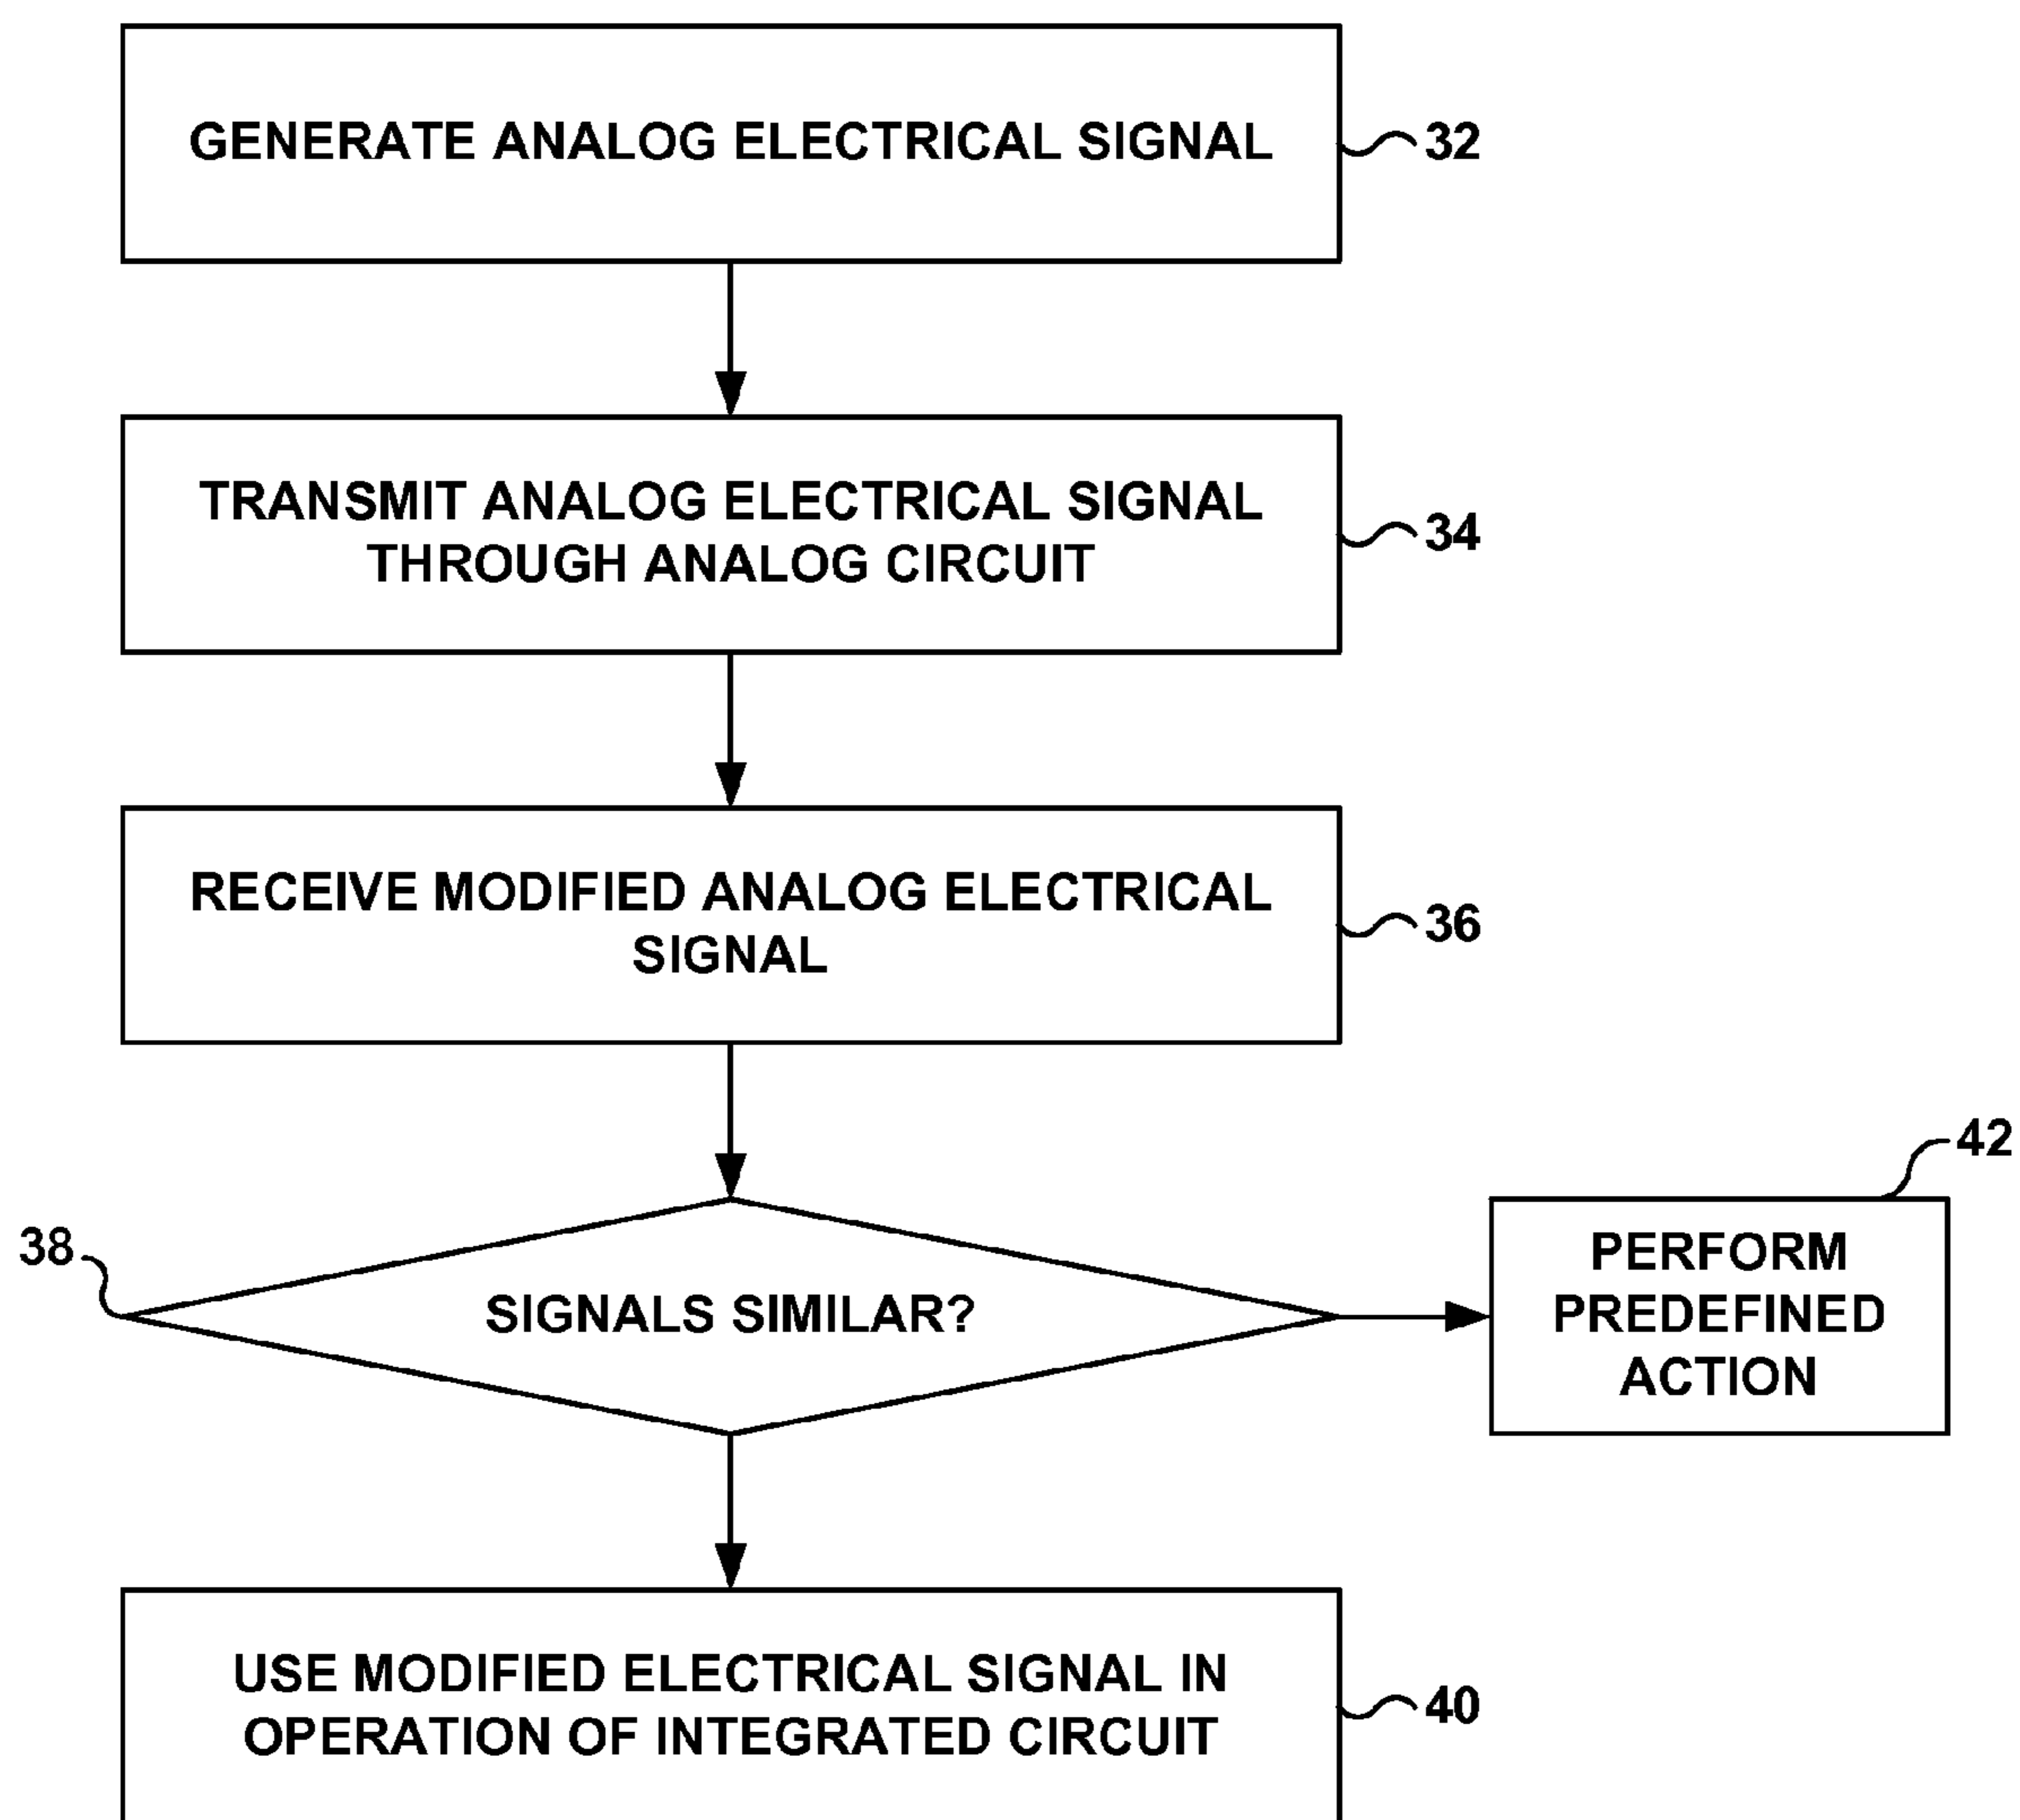 GENERATE ANALOG ELECTRICAL SIGNAL
32
TRANSMIT ANALOG ELECTRICAL SIGNAL
THROUGH ANALOG CIRCUIT
34
RECEIVE MODIFIED ANALOG ELECTRICAL
SIGNAL
36
38
SIGNALS SIMILAR?
42
PERFORM
PREDEFINED
ACTION
USE MODIFIED ELECTRICAL SIGNAL IN
OPERATION OF INTEGRATED CIRCUIT
40